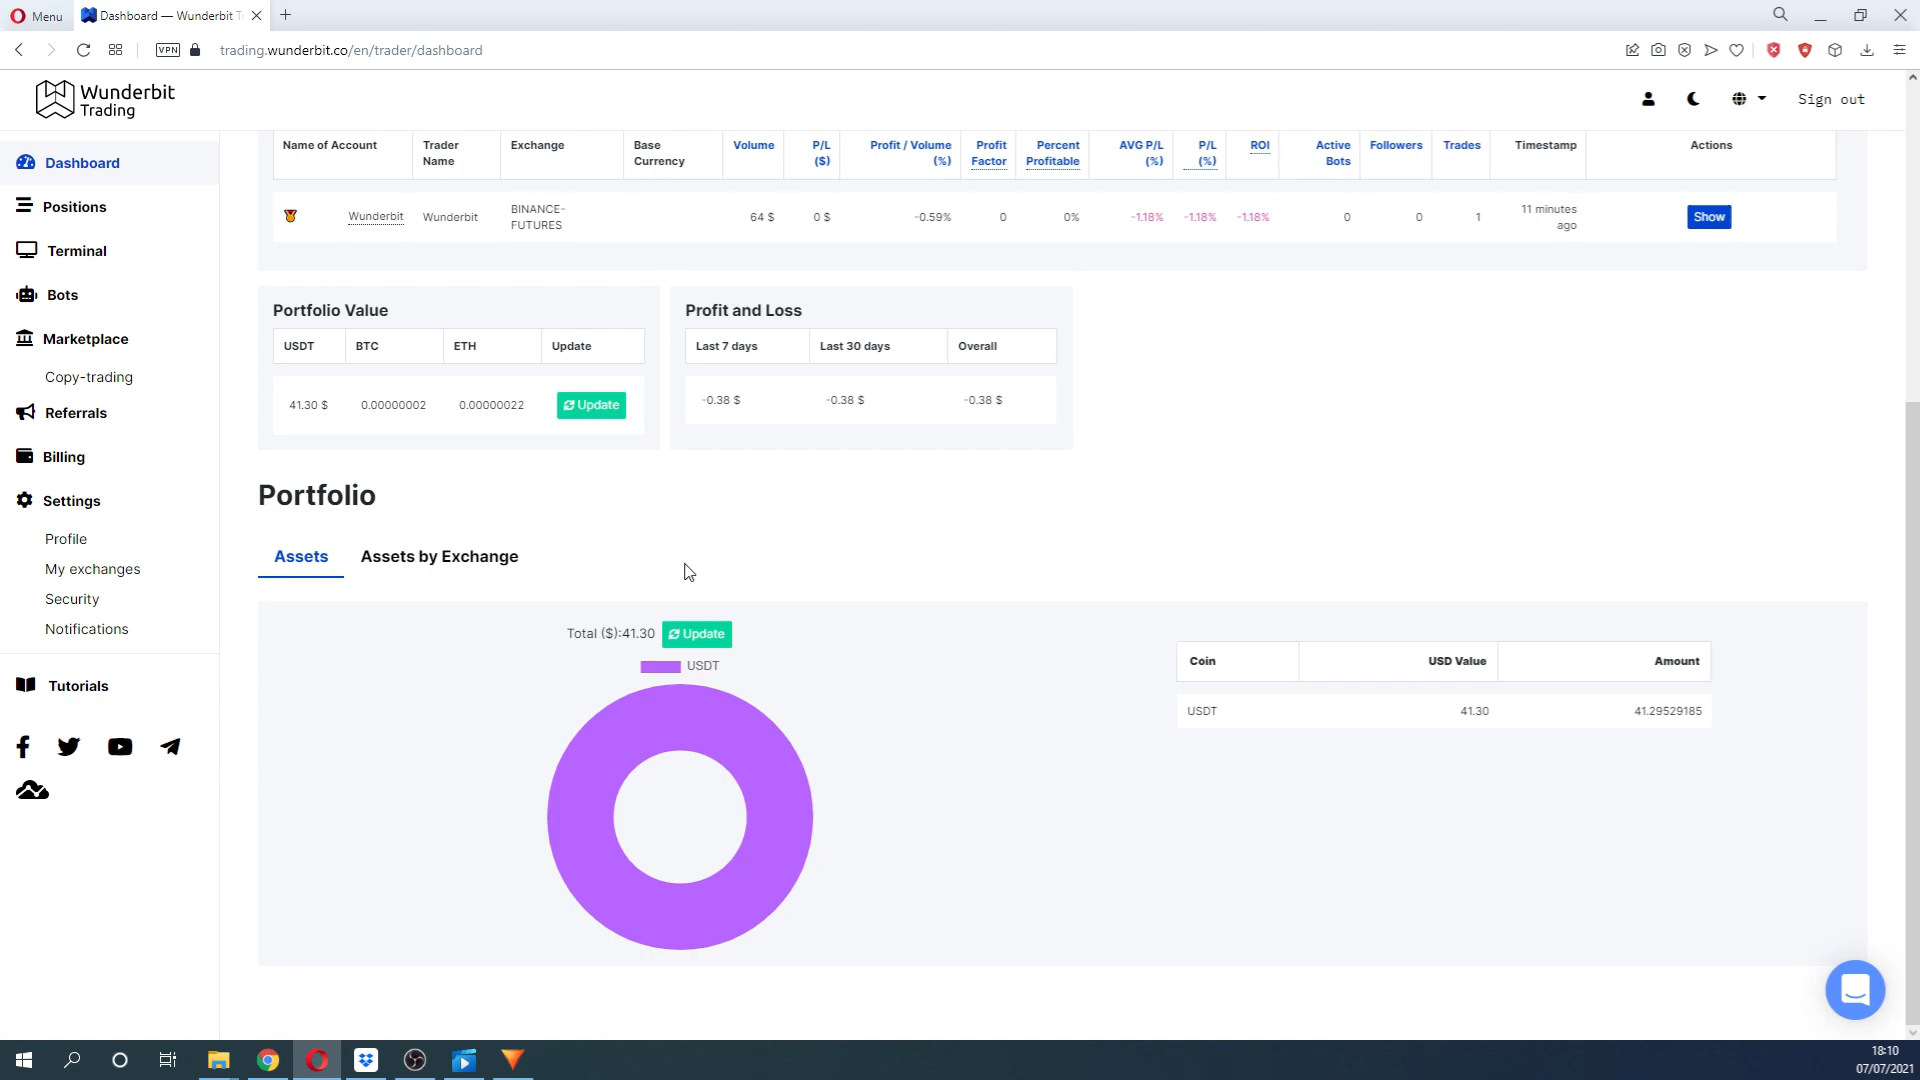 Menu
Dashboard — Wunderbit T
VPN
trading.wunderbit.co/en/trader/dashboard
Wunderbit
Trading
Sign out
Dashboard
Positions
Terminal
Bots
Marketplace
Copy-trading
Referrals
Billing
Settings
Profile
My exchanges
Security
Notifications
Tutorials
Name of Account Trader Name Exchange Base Currency Volume P/L ($) Profit / Volume (%) Profit Factor Percent Profitable AVG P/L (%) P/L (%) ROI Active Bots Followers Trades Timestamp Actions
Wunderbit Wunderbit BINANCE-FUTURES 64 $ 0 $ -0.59% 0 0% -1.18% -1.18% -1.18% 0 0 1 11 minutes ago Show
Portfolio Value
USDT BTC ETH Update
41.30 $ 0.00000002 0.00000022 Update
Profit and Loss
Last 7 days Last 30 days Overall
-0.38 $ -0.38 $ -0.38 $
Portfolio
Assets Assets by Exchange
Total ($):41.30 Update
USDT
Coin USD Value Amount
USDT 41.30 41.29529185
18:10
07/07/2021